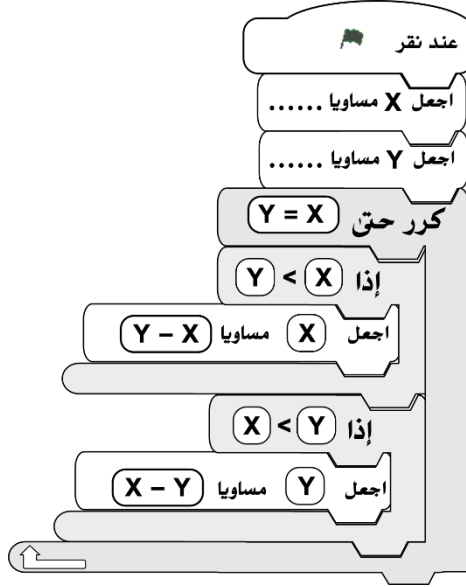 عند نقر
اجعل X مساويا ......
اجعل Y مساويا ......
كرر حتى X = Y
إذا X < Y
اجعل X مساويا X – Y
إذا Y < X
اجعل Y مساويا Y – X